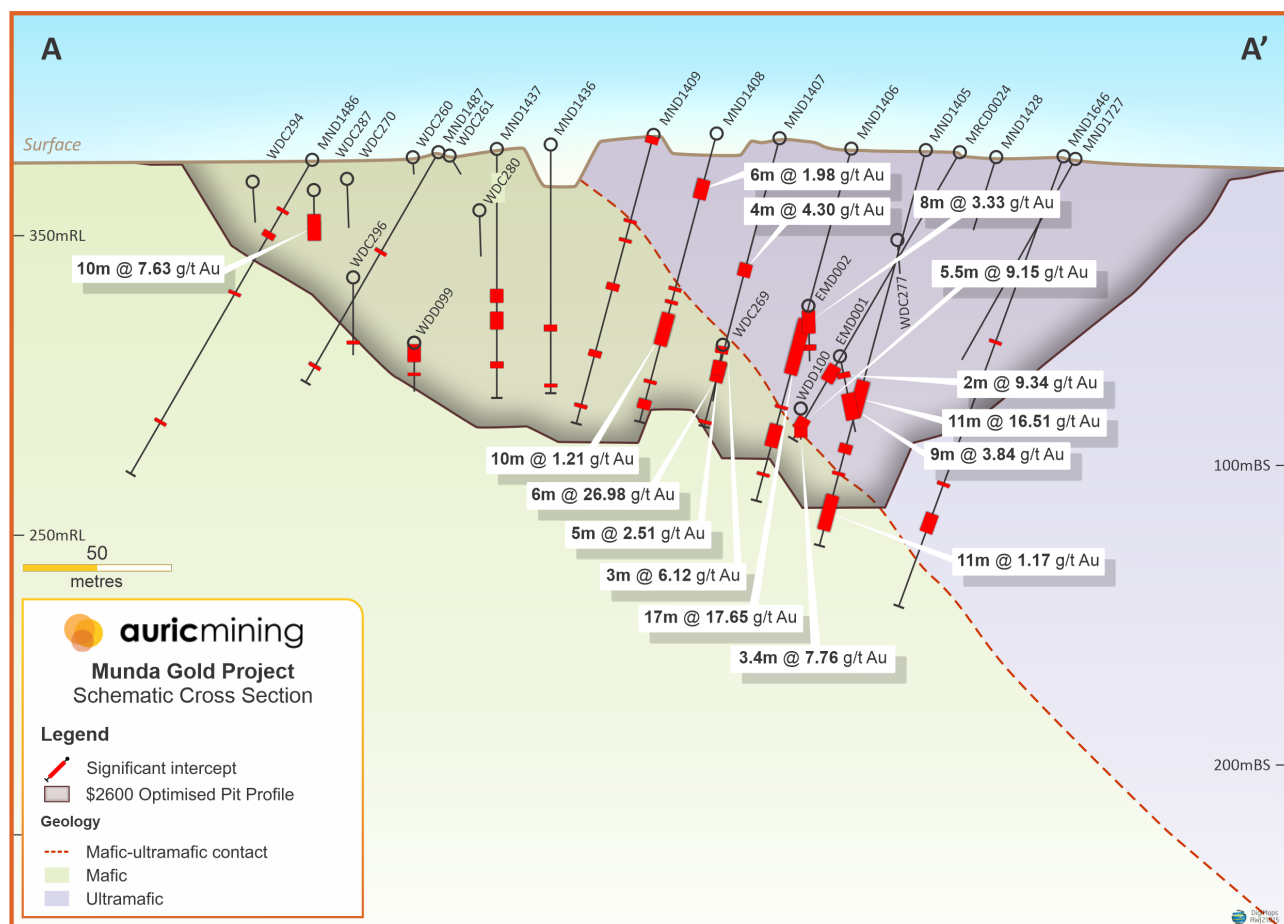 A
A'
WDC294
MND1486
WDC287
WDC270
WDC260
MND1487
WDC261
MND1437
MND1436
MND1409
MND1408
MND1407
MND1406
MND1405
MRCD0024
MND1428
MND1646
MND1727
Surface
WDC280
6m @ 1.98 g/t Au
4m @ 4.30 g/t Au
8m @ 3.33 g/t Au
350mRL
WDC296
10m @ 7.63 g/t Au
5.5m @ 9.15 g/t Au
EMD002
WDC277
WDD099
WDC269
EMD001
WDD100
2m @ 9.34 g/t Au
11m @ 16.51 g/t Au
9m @ 3.84 g/t Au
10m @ 1.21 g/t Au
100mBS
6m @ 26.98 g/t Au
5m @ 2.51 g/t Au
250mRL
50
metres
3m @ 6.12 g/t Au
11m @ 1.17 g/t Au
17m @ 17.65 g/t Au
3.4m @ 7.76 g/t Au
200mBS
auricmining
Munda Gold Project
Schematic Cross Section
Legend
Significant intercept
$2600 Optimised Pit Profile
Geology
Mafic-ultramafic contact
Mafic
Ultramafic
DigMaps